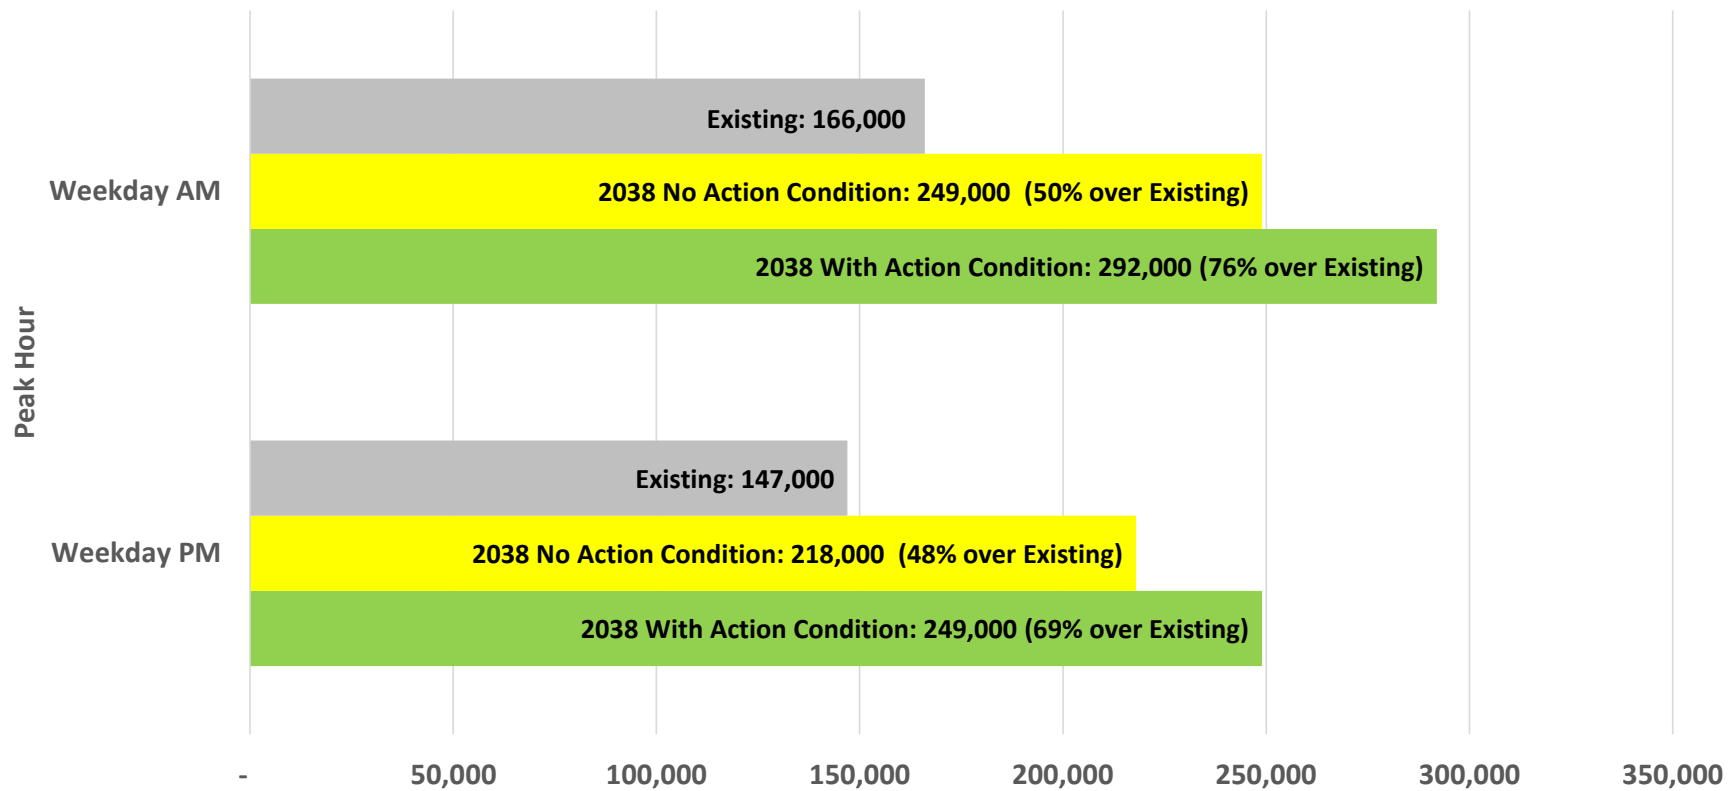 Peak Hour
Weekday AM
Existing: 166,000
2038 No Action Condition: 249,000  (50% over Existing)
2038 With Action Condition: 292,000 (76% over Existing)
Weekday PM
Existing: 147,000
2038 No Action Condition: 218,000  (48% over Existing)
2038 With Action Condition: 249,000 (69% over Existing)
- 50,000 100,000 150,000 200,000 250,000 300,000 350,000